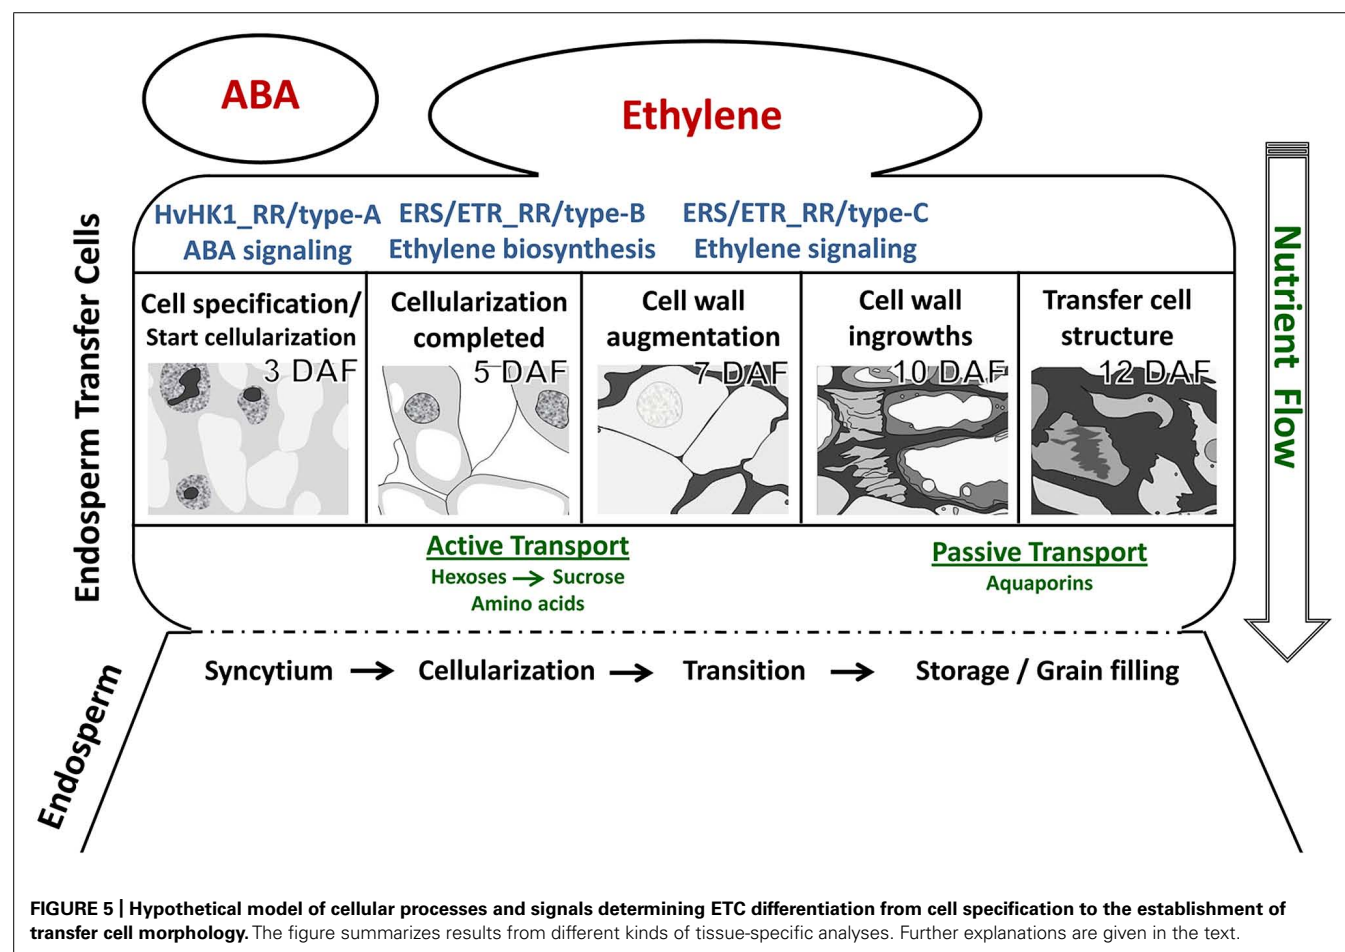 ABA
Ethylene
Endosperm Transfer Cells
HvHK1_RR/type-A
ABA signaling
ERS/ETR_RR/type-B
Ethylene biosynthesis
ERS/ETR_RR/type-C
Ethylene signaling
Cell specification/
Start cellularization
3 DAF
Cellularization
completed
5 DAF
Cell wall
augmentation
7 DAF
Cell wall
ingrowths
10 DAF
Transfer cell
structure
12 DAF
Nutrient Flow
Active Transport
Hexoses → Sucrose
Amino acids
Passive Transport
Aquaporins
Endosperm
Syncytium → Cellularization → Transition → Storage / Grain filling
FIGURE 5 | Hypothetical model of cellular processes and signals determining ETC differentiation from cell specification to the establishment of
transfer cell morphology. The figure summarizes results from different kinds of tissue-specific analyses. Further explanations are given in the text.